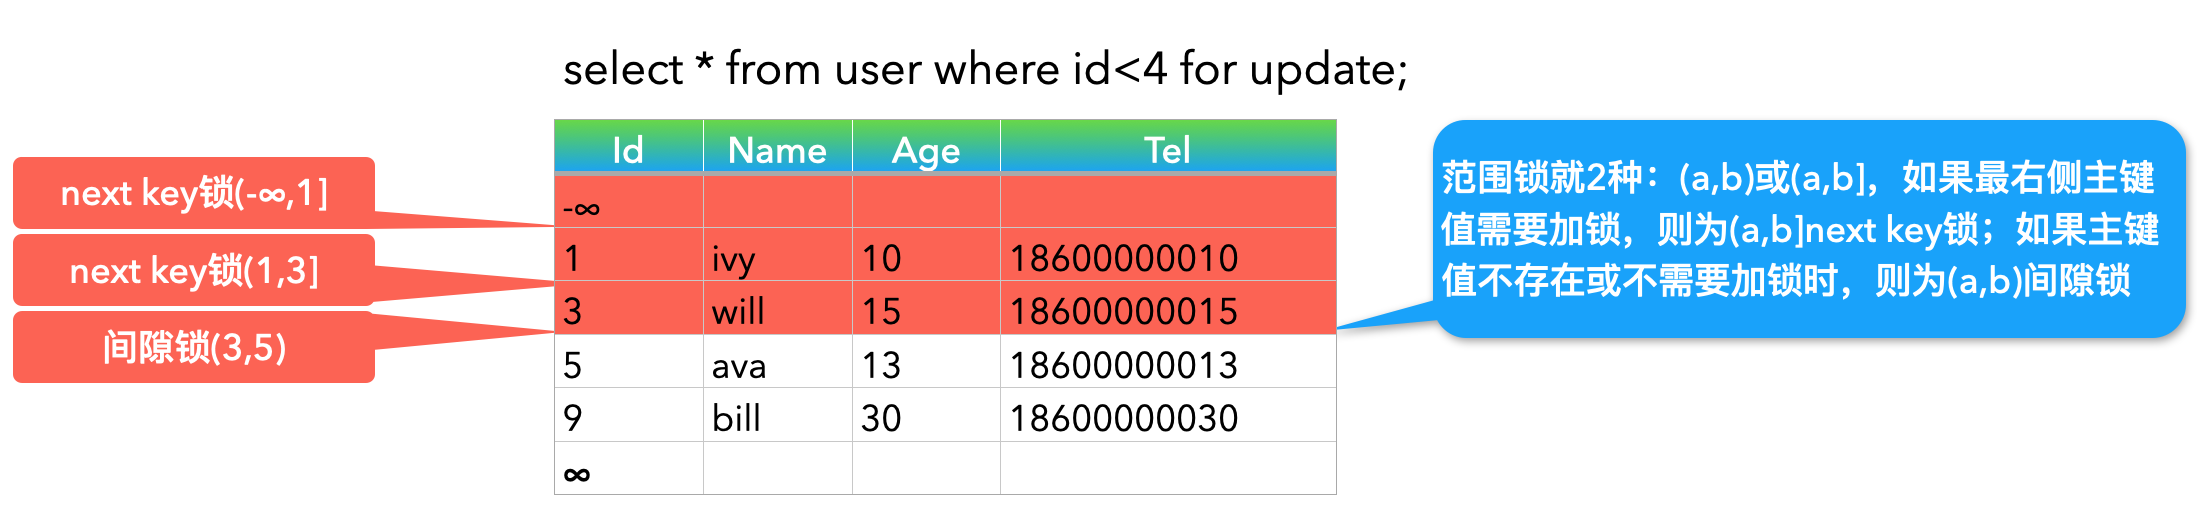 select * from user where id<4 for update;
next key锁(-∞,1]
next key锁(1,3]
间隙锁(3,5)
Id Name Age Tel
-∞
1 ivy 10 18600000010
3 will 15 18600000015
5 ava 13 18600000013
9 bill 30 18600000030
∞
范围锁就2种：(a,b)或(a,b]，如果最右侧主键
值需要加锁，则为(a,b]next key锁；如果主键
值不存在或不需要加锁时，则为(a,b)间隙锁